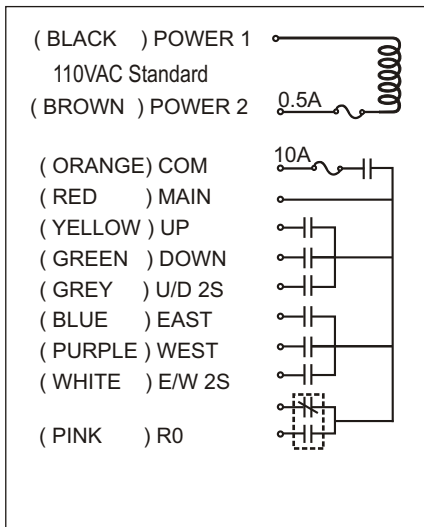 ( BLACK ) POWER 1
110VAC Standard
( BROWN ) POWER 2 0.5A
( ORANGE) COM 10A
( RED ) MAIN
( YELLOW ) UP
( GREEN ) DOWN
( GREY ) U/D 2S
( BLUE ) EAST
( PURPLE ) WEST
( WHITE ) E/W 2S
( PINK ) R0